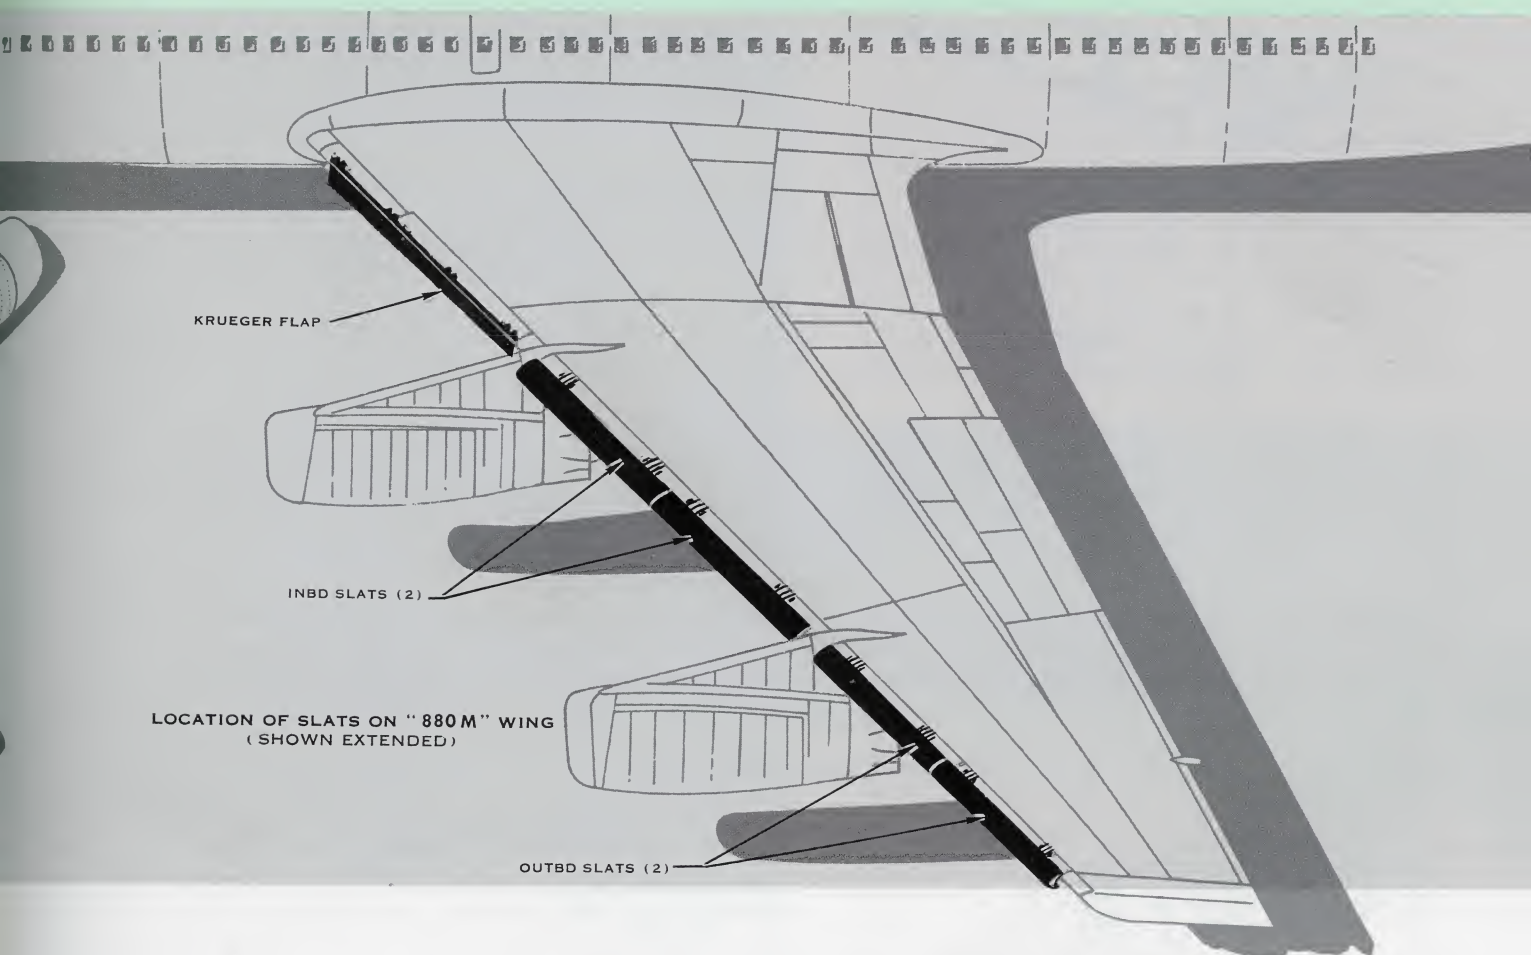 KRUEGER FLAP
INBD SLATS (2)
LOCATION OF SLATS ON "880M" WING
(SHOWN EXTENDED)
OUTBD SLATS (2)